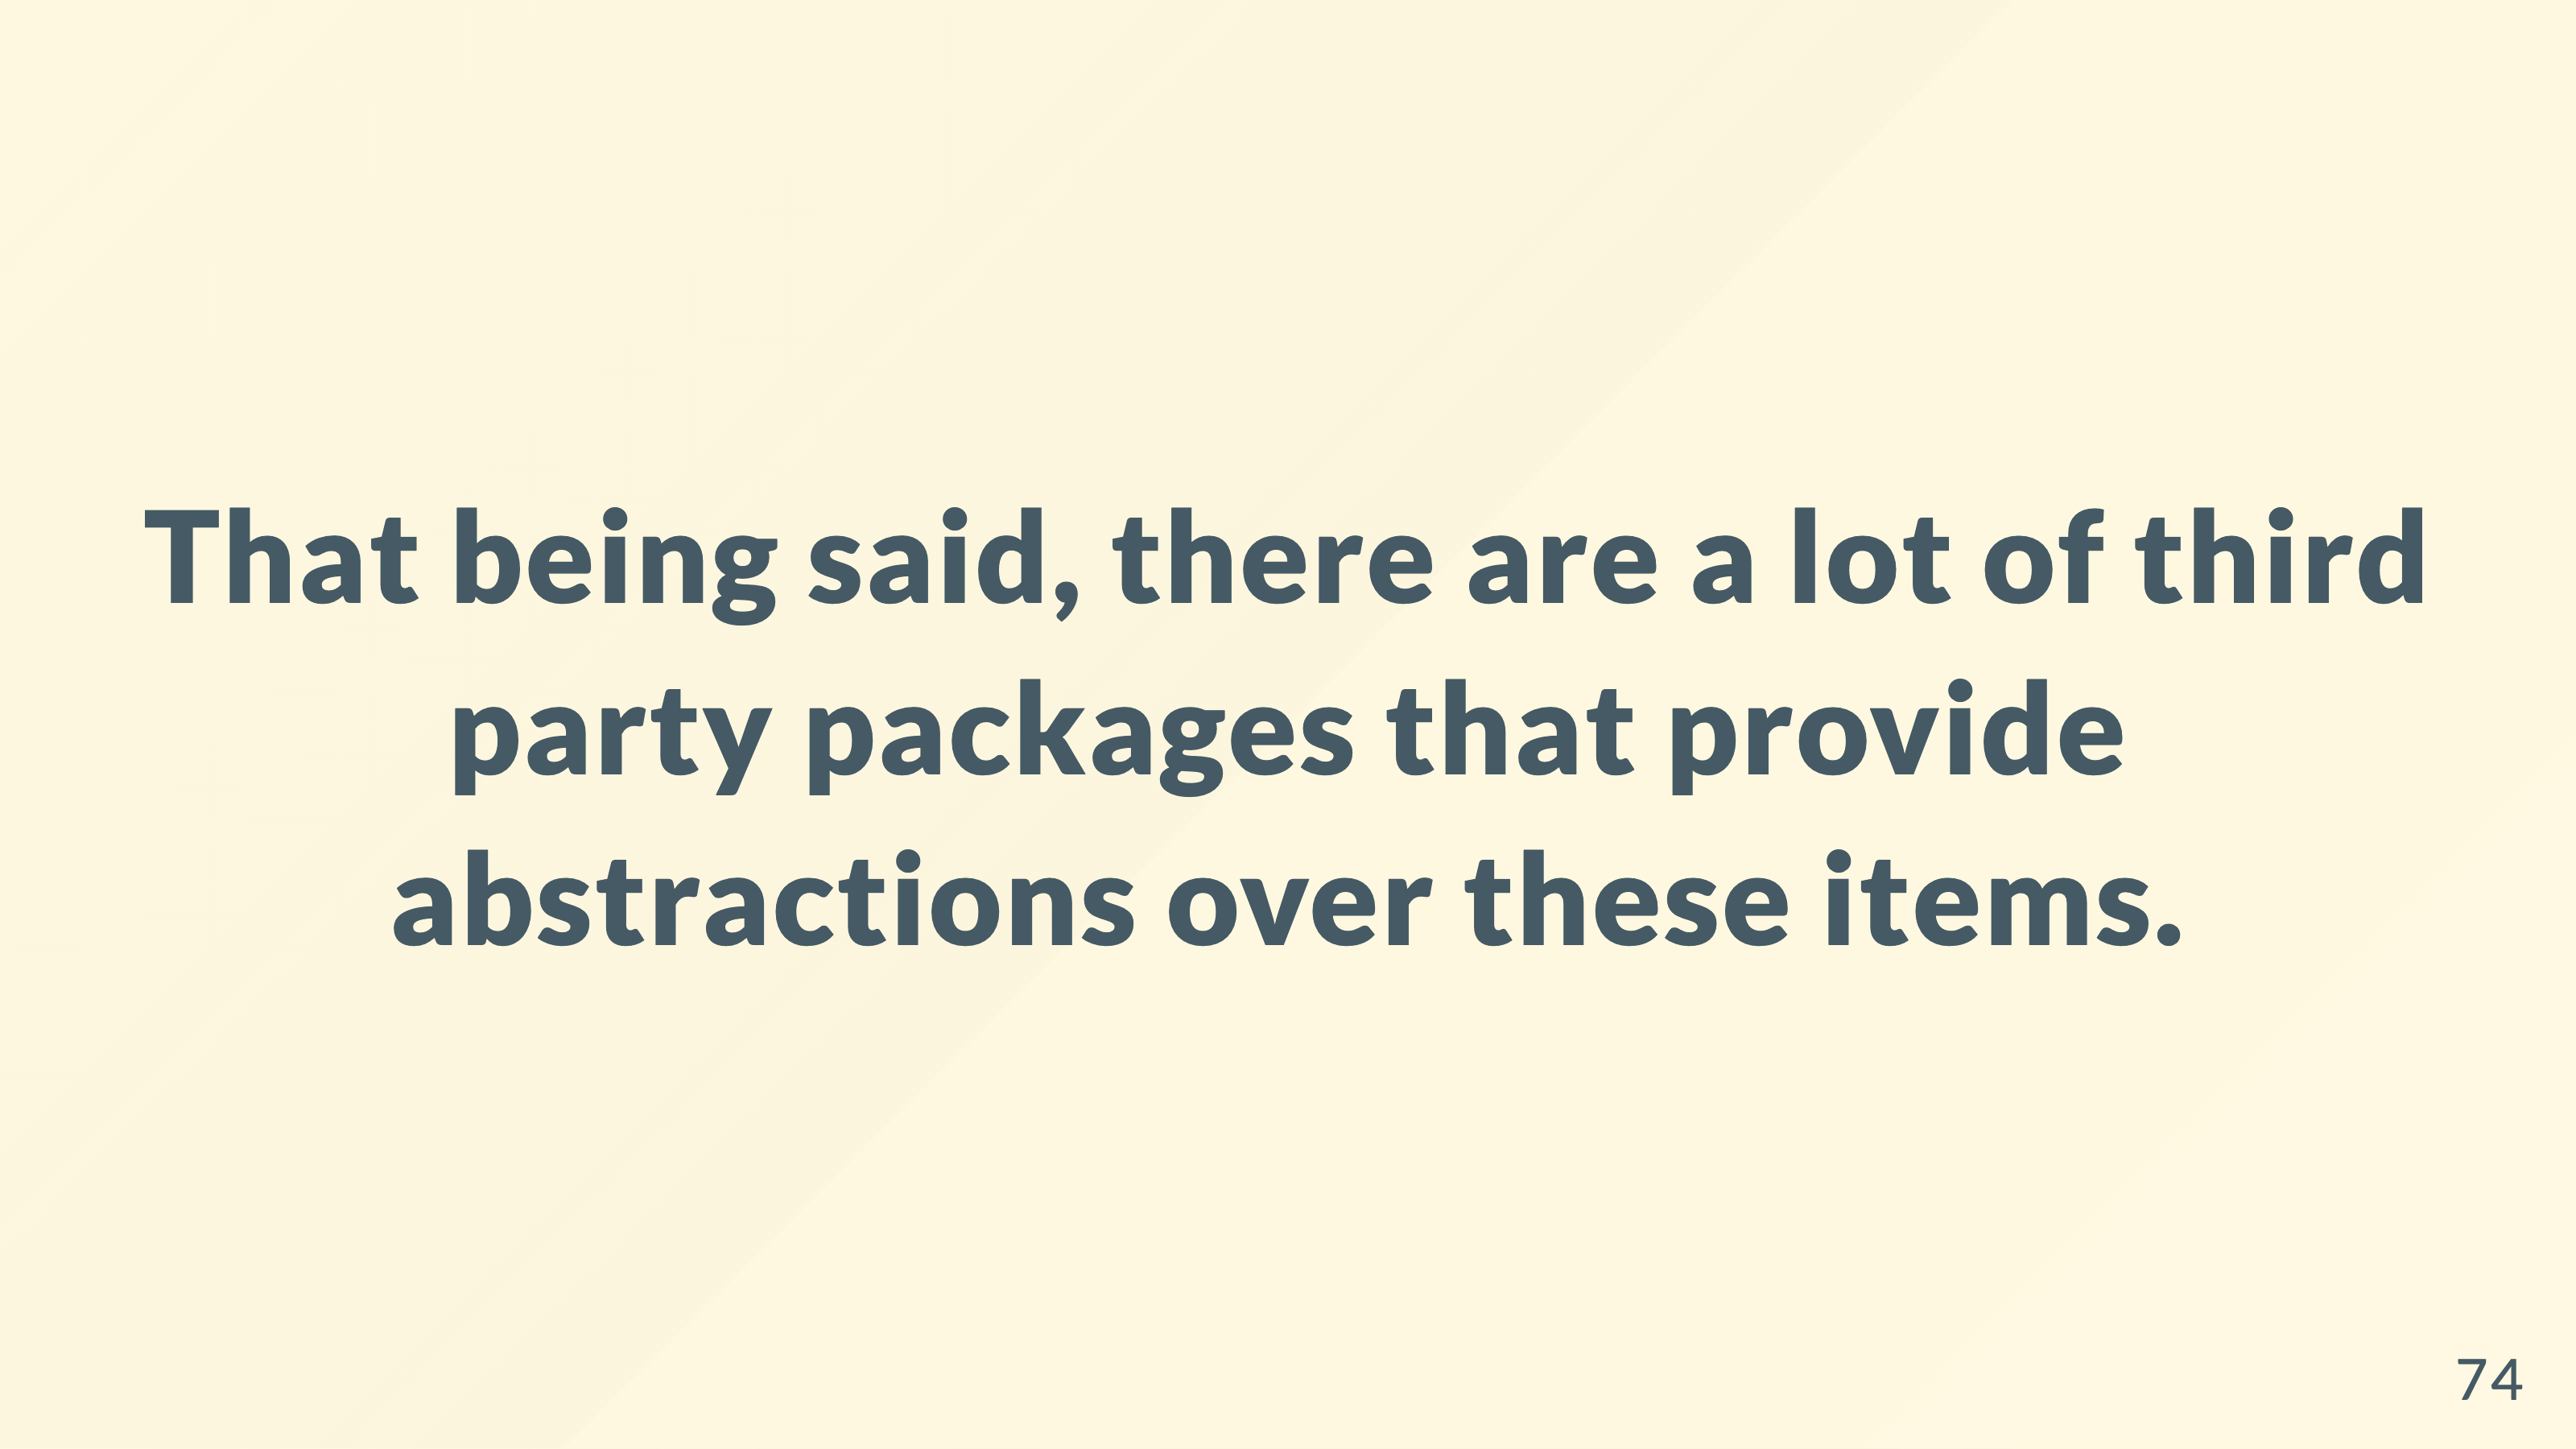 That being said, there are a lot of third
party packages that provide
abstractions over these items.
74